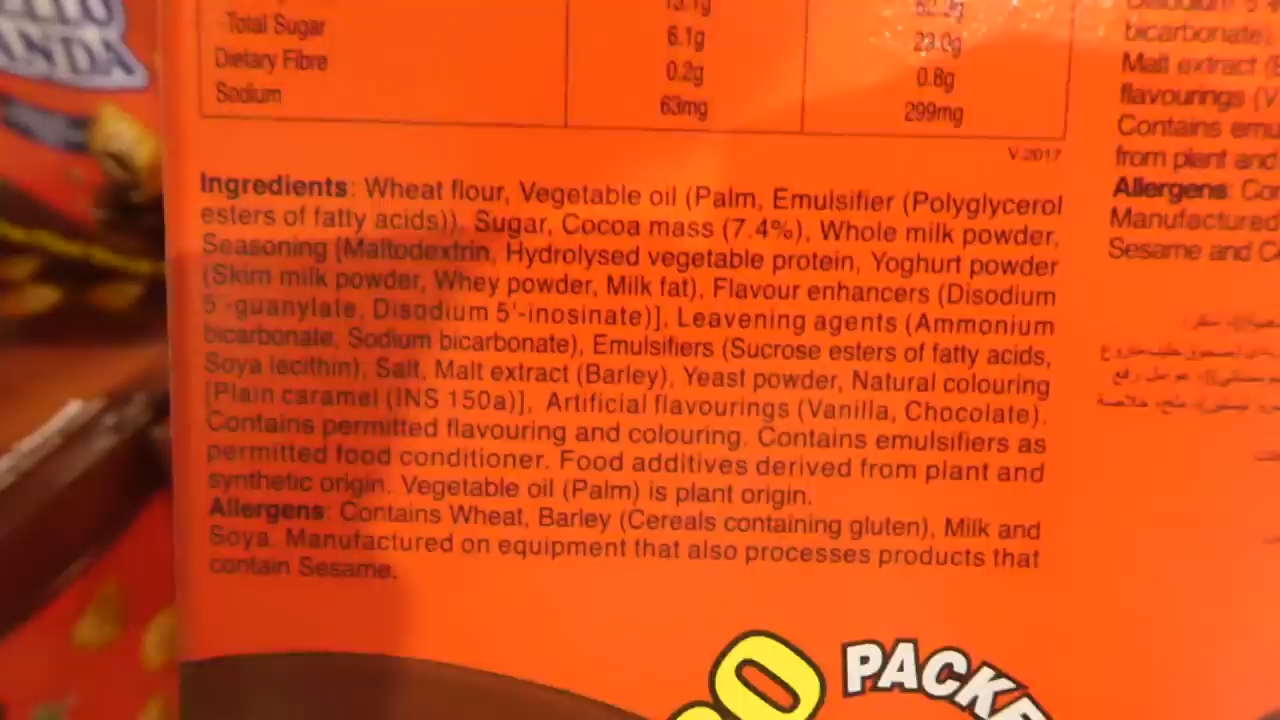 Total Sugar 6.1g 23.0g
Dietary Fibre 0.2g 0.8g
Sodium 63mg 299mg
V.2017
Ingredients: Wheat flour, Vegetable oil (Palm, Emulsifier (Polyglycerol
esters of fatty acids)), Sugar, Cocoa mass (7.4%), Whole milk powder,
Seasoning [Maltodextrin, Hydrolysed vegetable protein, Yoghurt powder
(Skim milk powder, Whey powder, Milk fat), Flavour enhancers (Disodium
5'-guanylate, Disodium 5'-inosinate)], Leavening agents (Ammonium
bicarbonate, Sodium bicarbonate), Emulsifiers (Sucrose esters of fatty acids,
Soya lecithin), Salt, Malt extract (Barley), Yeast powder, Natural colouring
[Plain caramel (INS 150a)], Artificial flavourings (Vanilla, Chocolate).
Contains permitted flavouring and colouring. Contains emulsifiers as
permitted food conditioner. Food additives derived from plant and
synthetic origin. Vegetable oil (Palm) is plant origin.
Allergens: Contains Wheat, Barley (Cereals containing gluten), Milk and
Soya. Manufactured on equipment that also processes products that
contain Sesame.
bicarbonate),
Malt extract
flavourings
Contains
from plant and
Allergens:
Manufactured
Sesame and
PACKE